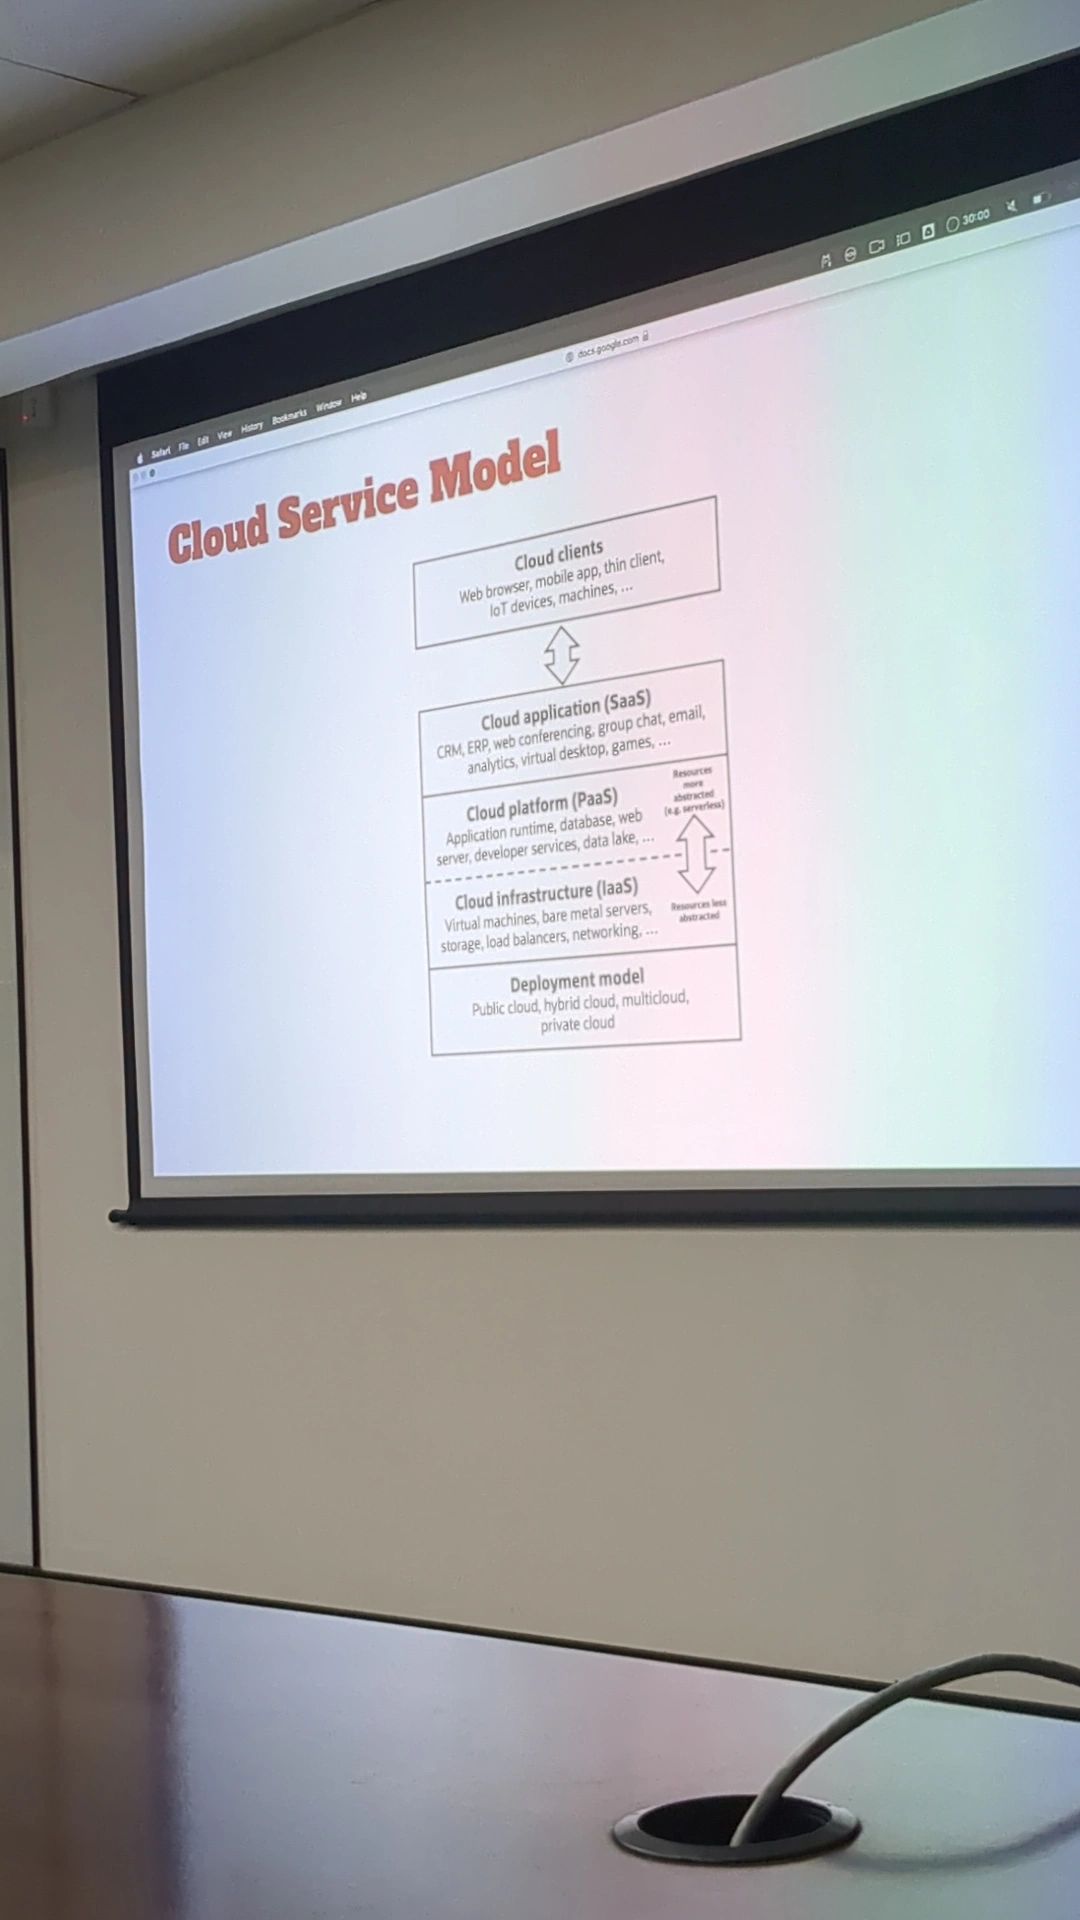 Safari File Edit View History Bookmarks Window Help
30:00
docs.google.com
Cloud Service Model
Cloud clients
Web browser, mobile app, thin client,
IoT devices, machines, ...
Cloud application (SaaS)
CRM, ERP, web conferencing, group chat, email,
analytics, virtual desktop, games, ...
Cloud platform (PaaS)
Application runtime, database, web
server, developer services, data lake, ...
Resources
more
abstracted
(e.g. serverless)
Cloud infrastructure (IaaS)
Virtual machines, bare metal servers,
storage, load balancers, networking, ...
Resources less
abstracted
Deployment model
Public cloud, hybrid cloud, multicloud,
private cloud